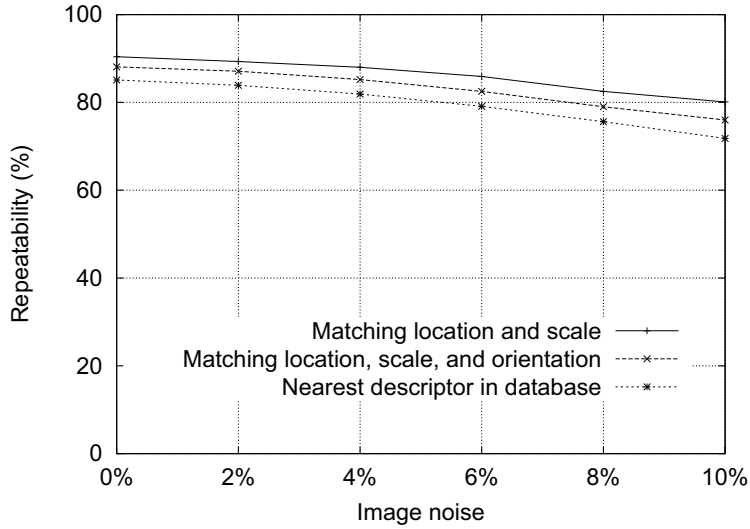 100
80
60
40
20
0
Repeatability (%)
Matching location and scale
Matching location, scale, and orientation
Nearest descriptor in database
0% 2% 4% 6% 8% 10%
Image noise